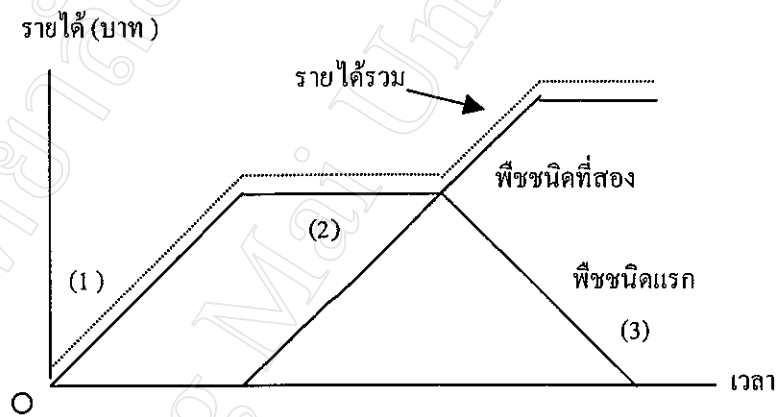 รายได้ (บาท )
รายได้รวม
พืชชนิดที่สอง
(2)
(1)
พืชชนิดแรก
(3)
เวลา
O